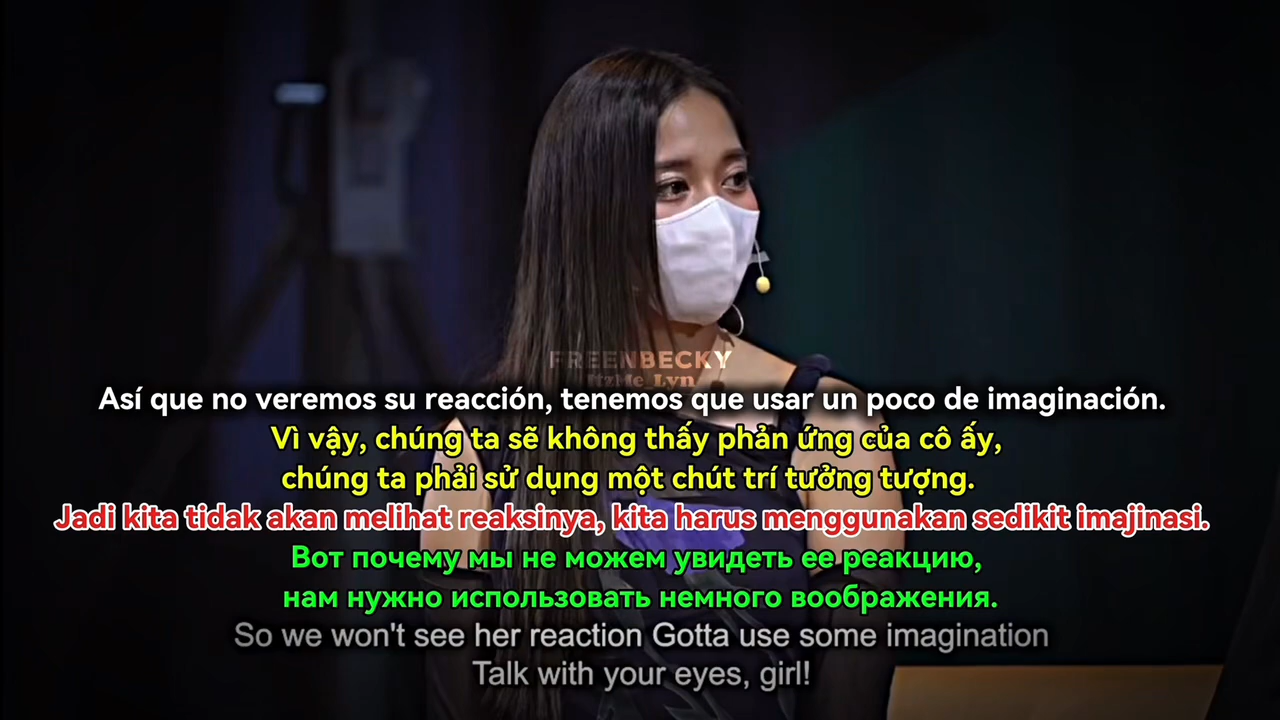 FREENBECKY
ItzMe_Lyn
Así que no veremos su reacción, tenemos que usar un poco de imaginación.
Vì vậy, chúng ta sẽ không thấy phản ứng của cô ấy,
chúng ta phải sử dụng một chút trí tưởng tượng.
Jadi kita tidak akan melihat reaksinya, kita harus menggunakan sedikit imajinasi.
Вот почему мы не можем увидеть ее реакцию,
нам нужно использовать немного воображения.
So we won't see her reaction Gotta use some imagination
Talk with your eyes, girl!